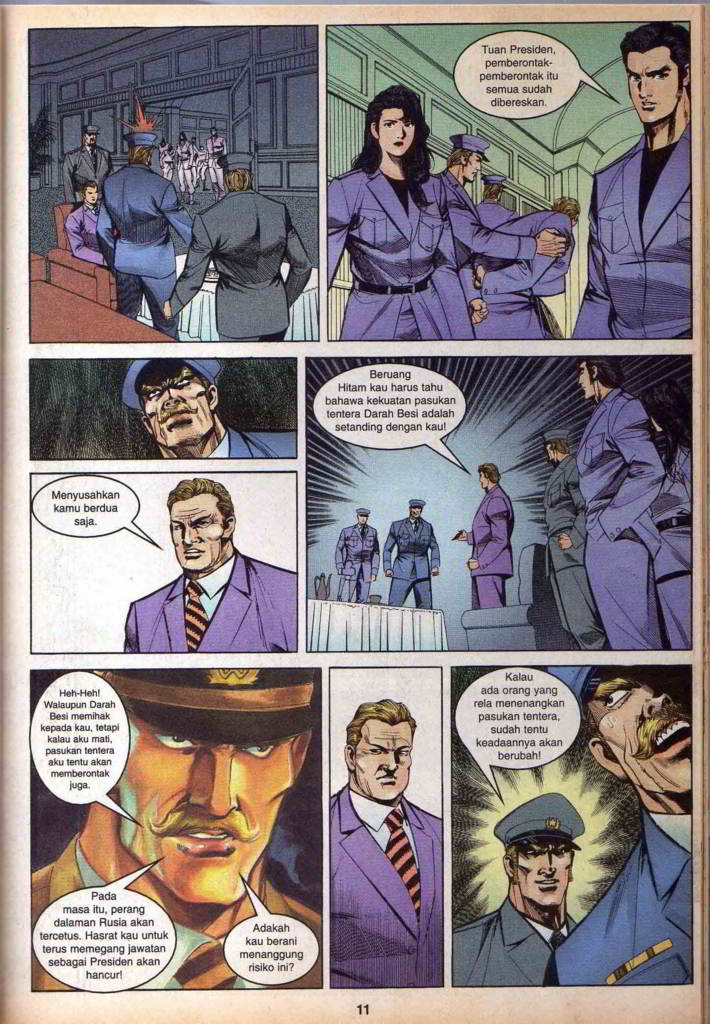 Tuan Presiden,
pemberontak-
pemberontak itu
semua sudah
dibereskan.
Beruang
Hitam kau harus tahu
bahawa kekuatan pasukan
tentera Darah Besi adalah
setanding dengan kau!
Menyusahkan
kamu berdua
saja.
Heh-Heh!
Walaupun Darah
Besi memihak
kepada kau, tetapi
kalau aku mati,
pasukan tentera
aku tentu akan
memberontak
juga.
Pada
masa itu, perang
dalaman Rusia akan
tercetus. Hasrat kau untuk
terus memegang jawatan
sebagai Presiden akan
hancur!
Adakah
kau berani
menanggung
risiko ini?
Kalau
ada orang yang
rela menenangkan
pasukan tentera,
sudah tentu
keadaannya akan
berubah!
11